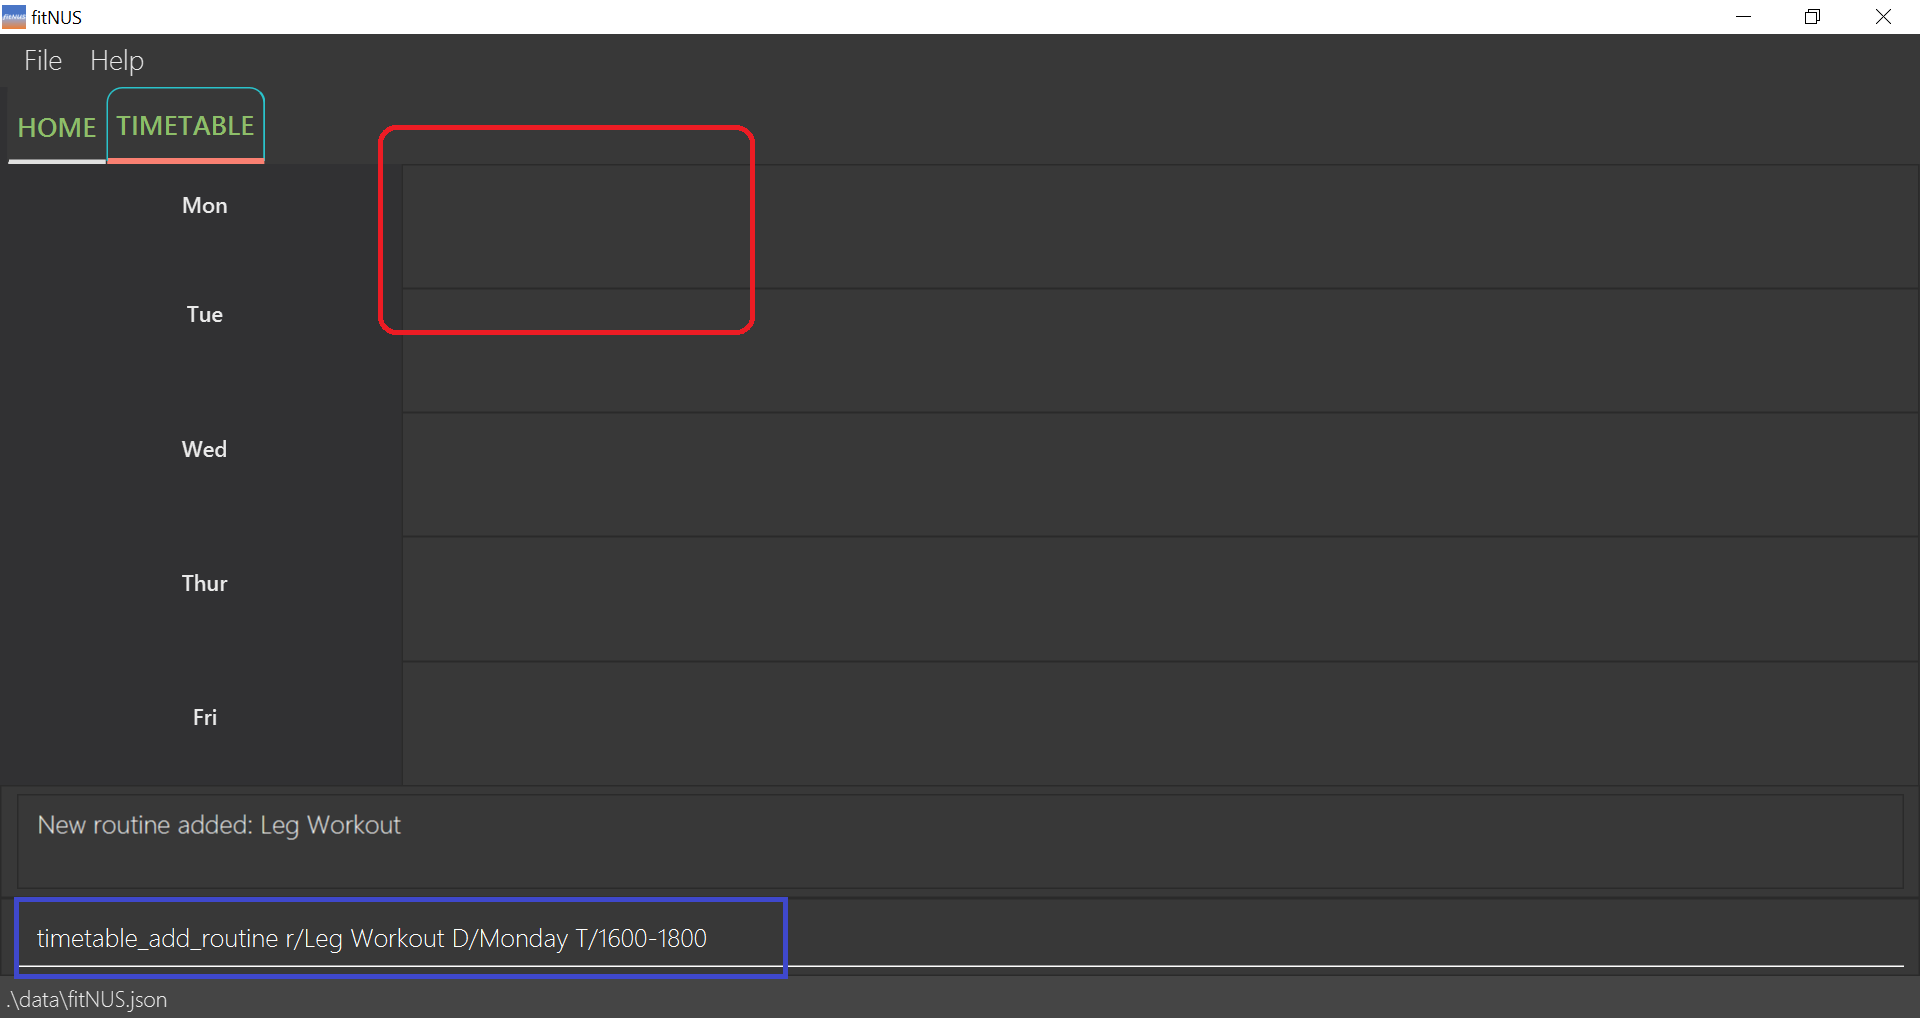 fitNUS
File Help
HOME TIMETABLE
Mon
Tue
Wed
Thur
Fri
New routine added: Leg Workout
timetable_add_routine r/Leg Workout D/Monday T/1600-1800
.\data\fitNUS.json